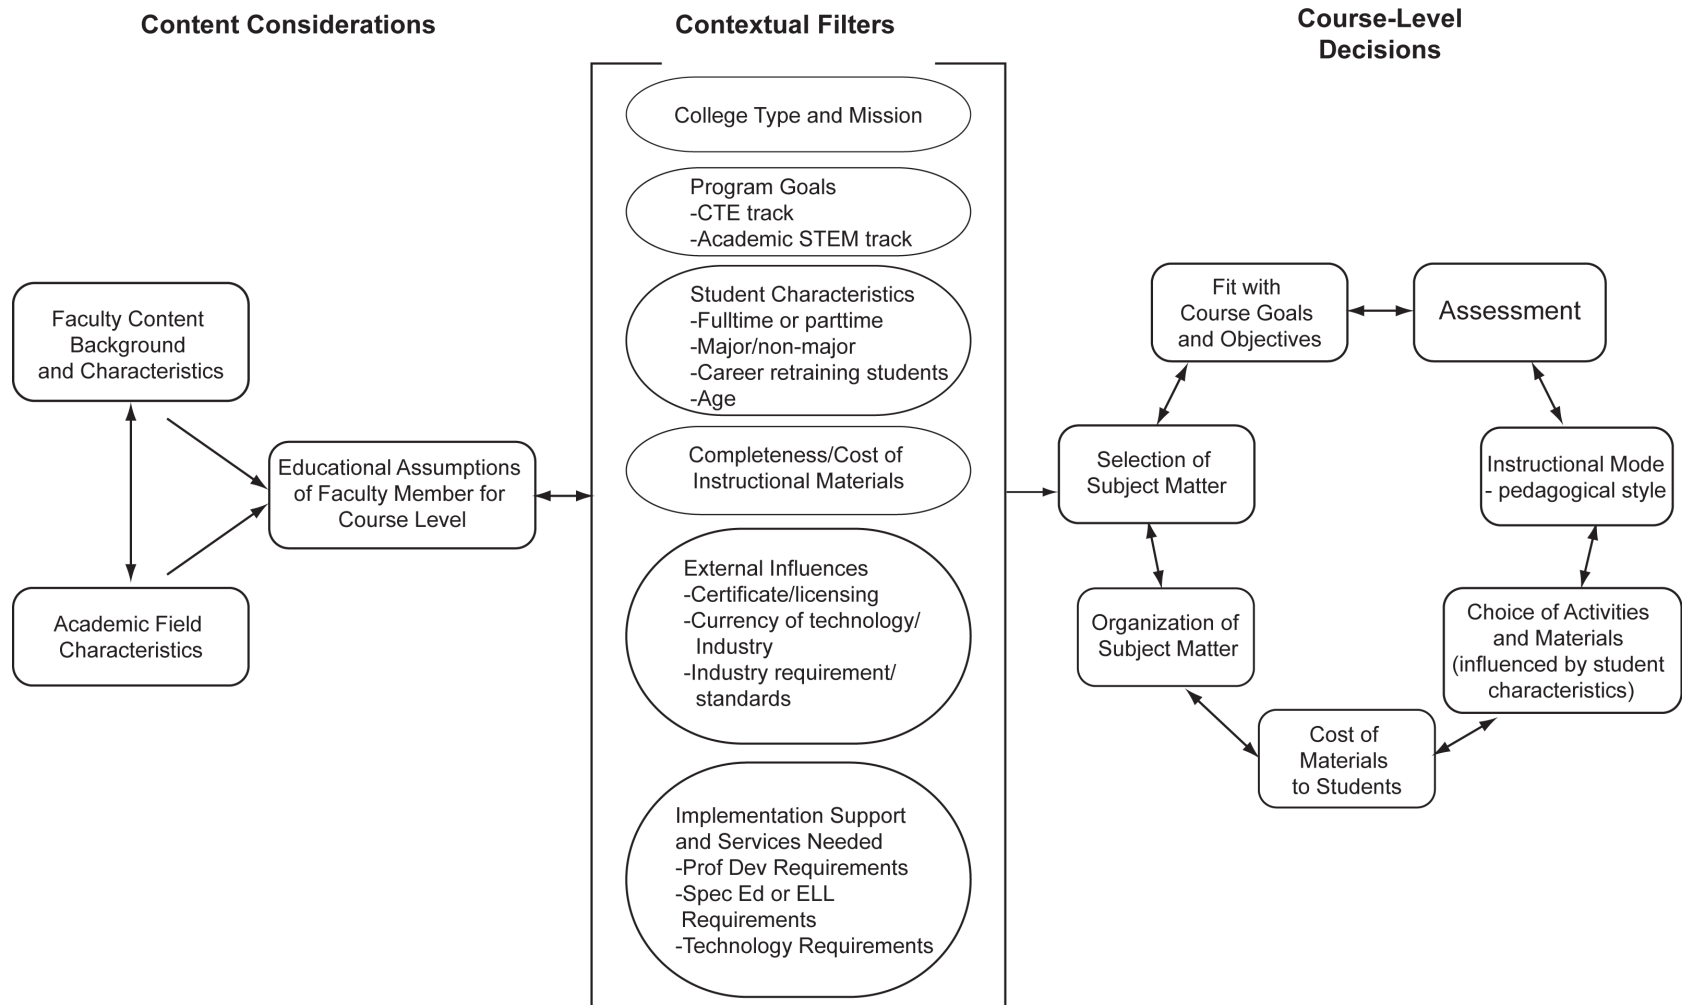 Content Considerations
Contextual Filters
Course-Level
Decisions
Faculty Content
Background
and Characteristics
Academic Field
Characteristics
Educational Assumptions
of Faculty Member for
Course Level
College Type and Mission
Program Goals
-CTE track
-Academic STEM track
Student Characteristics
-Fulltime or parttime
-Major/non-major
-Career retraining students
-Age
Completeness/Cost of
Instructional Materials
External Influences
-Certificate/licensing
-Currency of technology/
Industry
-Industry requirement/
standards
Implementation Support
and Services Needed
-Prof Dev Requirements
-Spec Ed or ELL
Requirements
-Technology Requirements
Fit with
Course Goals
and Objectives
Assessment
Selection of
Subject Matter
Instructional Mode
- pedagogical style
Organization of
Subject Matter
Choice of Activities
and Materials
(influenced by student
characteristics)
Cost of
Materials
to Students